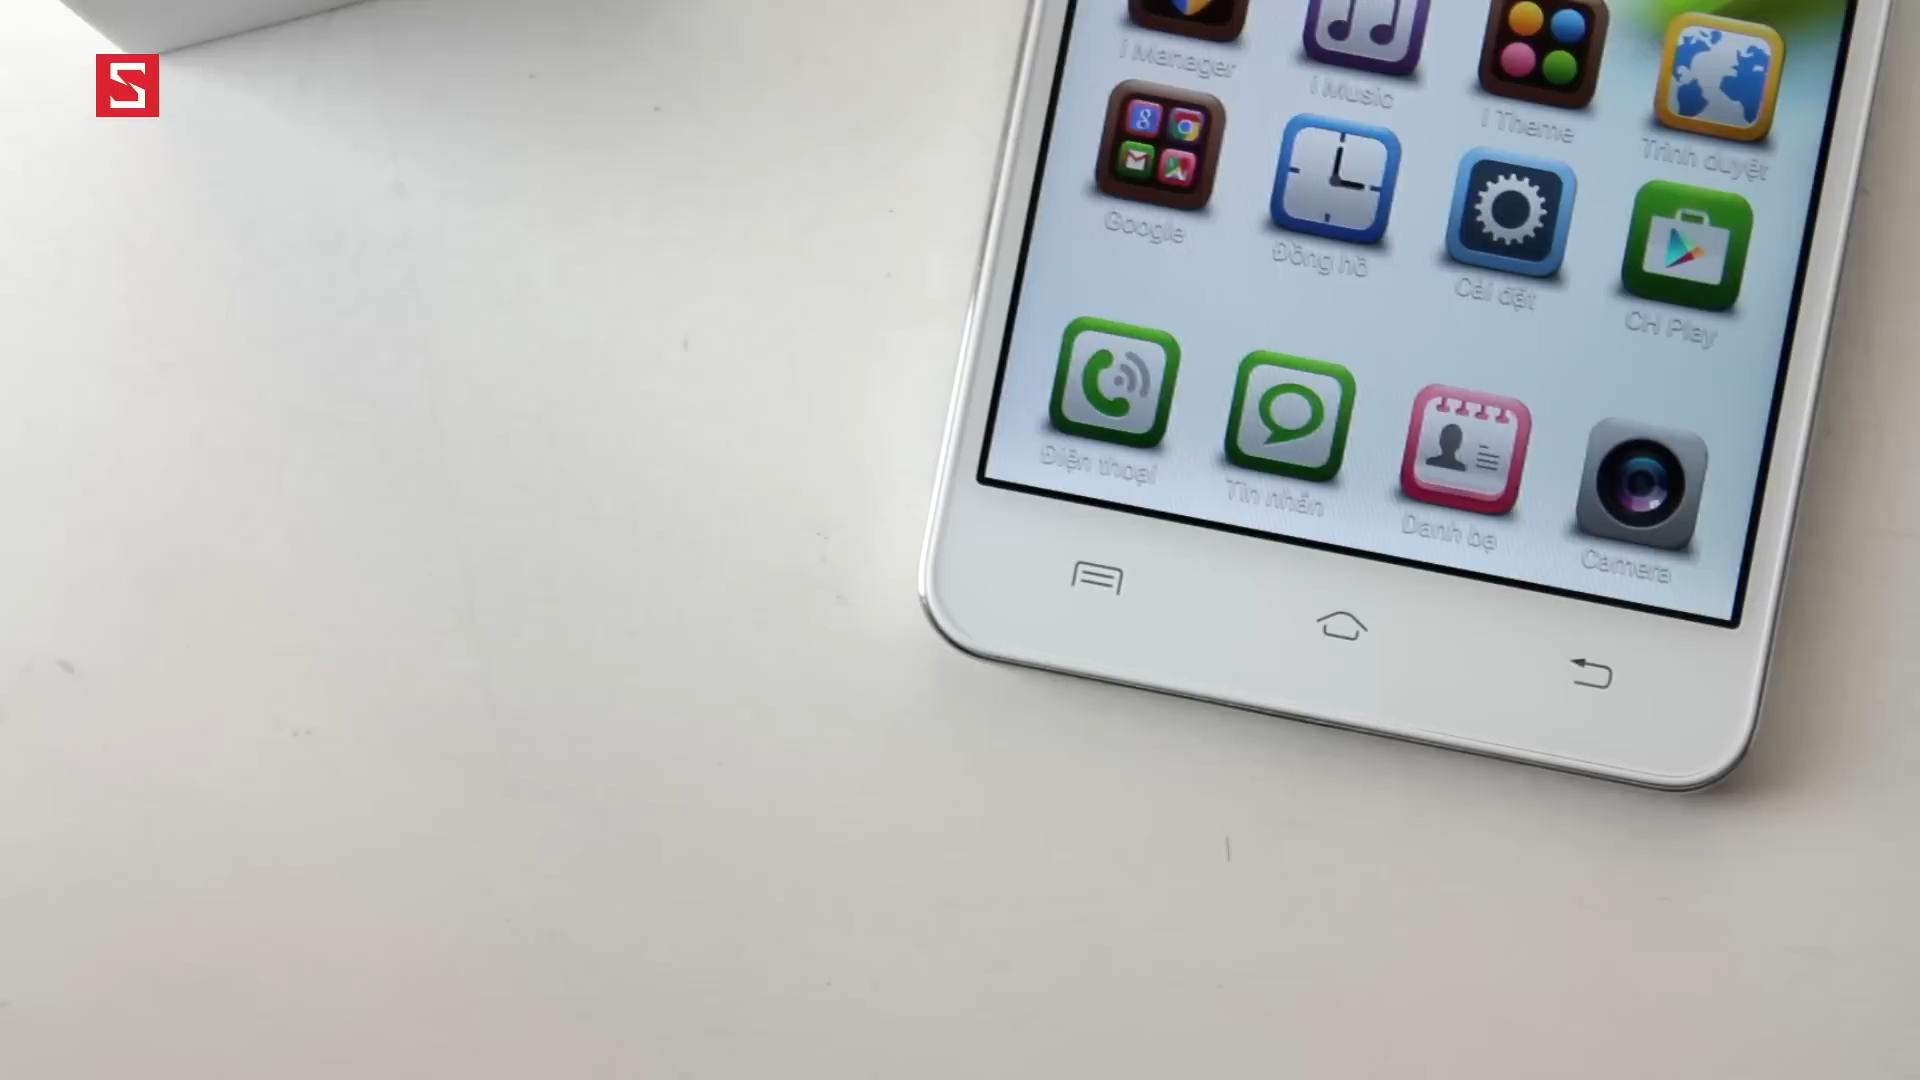 S
i Manager
i Music
i Theme
Trình duyệt
Google
Đồng hồ
Cài đặt
CH Play
Điện thoại
Tin nhắn
Danh bạ
Camera